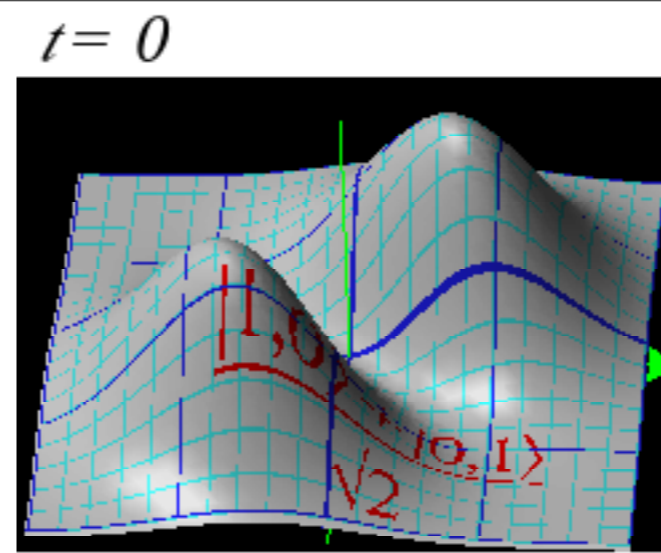 t = 0
|1,0⟩ + |0,1⟩
√2